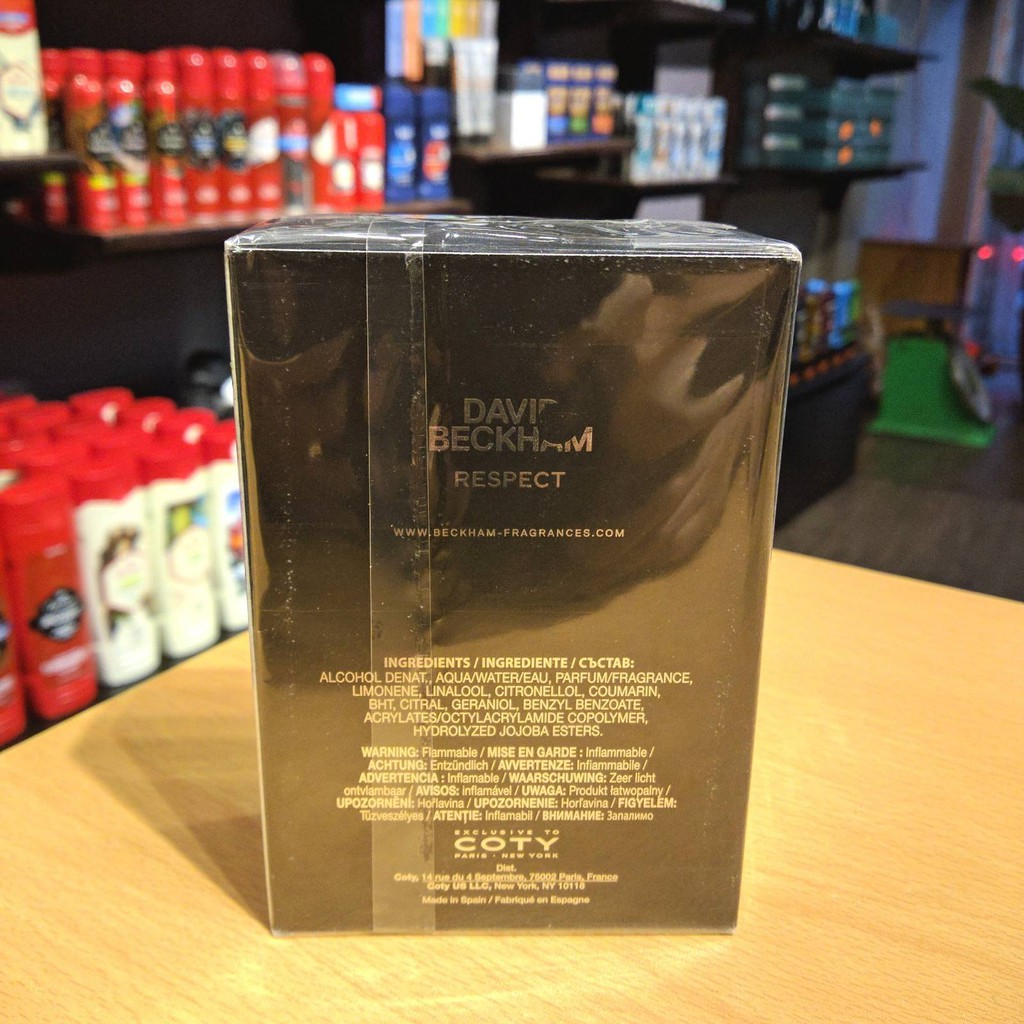 DAVID
BECKHAM
RESPECT
WWW.BECKHAM-FRAGRANCES.COM
INGREDIENTS / INGREDIENTE / СЪСТАВ:
ALCOHOL DENAT., AQUA/WATER/EAU, PARFUM/FRAGRANCE,
LIMONENE, LINALOOL, CITRONELLOL, COUMARIN,
BHT, CITRAL, GERANIOL, BENZYL BENZOATE,
ACRYLATES/OCTYLACRYLAMIDE COPOLYMER,
HYDROLYZED JOJOBA ESTERS.
WARNING: Flammable / MISE EN GARDE : Inflammable /
ACHTUNG: Entzündlich / AVVERTENZE: Infiammabile /
ADVERTENCIA : Inflamable / WAARSCHUWING: Zeer licht
ontvlambaar / AVISOS: inflamável / UWAGA: Produkt łatwopalny /
UPOZORNĚNÍ: Hořlavina / UPOZORNENIE: Horľavina / FIGYELEM:
Tűzveszélyes / ATENȚIE: Inflamabil / ВНИМАНИЕ: Запалимо
EXCLUSIVE TO
COTY
PARIS · NEW YORK
Dist.
Coty, 14 rue du 4 Septembre, 75002 Paris, France
Coty US LLC, New York, NY 10118
Made in Spain / Fabriqué en Espagne